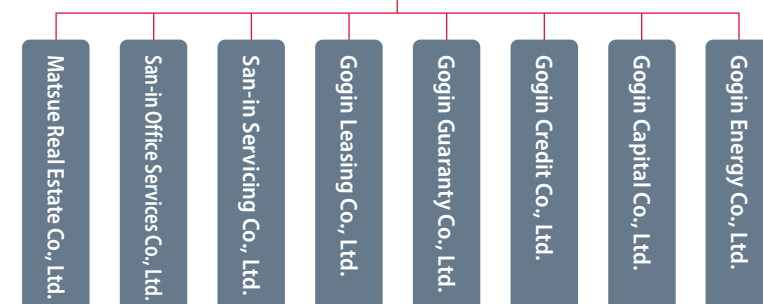 Matsue Real Estate Co., Ltd.
San-in Office Services Co., Ltd.
San-in Servicing Co., Ltd.
Gogin Leasing Co., Ltd.
Gogin Guaranty Co., Ltd.
Gogin Credit Co., Ltd.
Gogin Capital Co., Ltd.
Gogin Energy Co., Ltd.